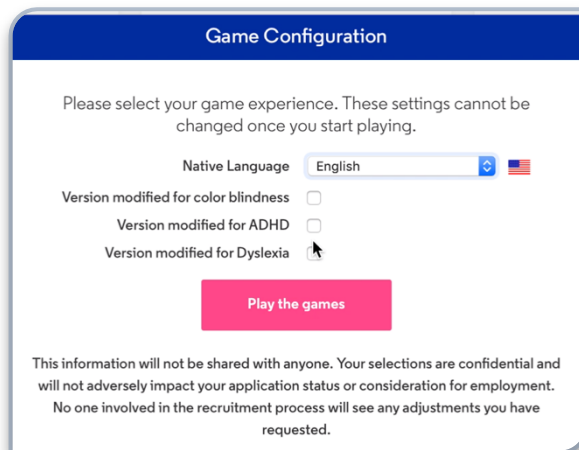 Game Configuration
Please select your game experience. These settings cannot be
changed once you start playing.
Native Language English
Version modified for color blindness
Version modified for ADHD
Version modified for Dyslexia
Play the games
This information will not be shared with anyone. Your selections are confidential and
will not adversely impact your application status or consideration for employment.
No one involved in the recruitment process will see any adjustments you have
requested.